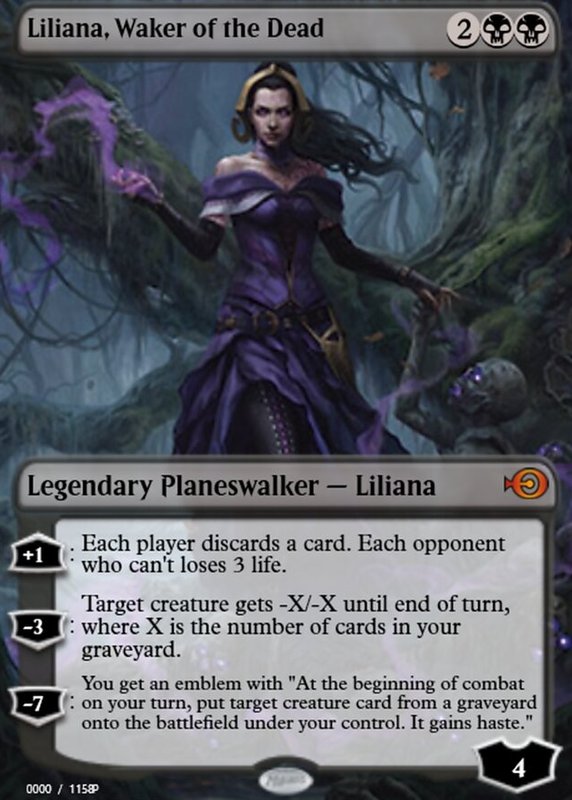 Liliana, Waker of the Dead 2
Legendary Planeswalker — Liliana
+1 : Each player discards a card. Each opponent
who can't loses 3 life.
Target creature gets -X/-X until end of turn,
-3 : where X is the number of cards in your
graveyard.
You get an emblem with "At the beginning of combat
-7 : on your turn, put target creature card from a graveyard
onto the battlefield under your control. It gains haste."
4
0000 / 1158P